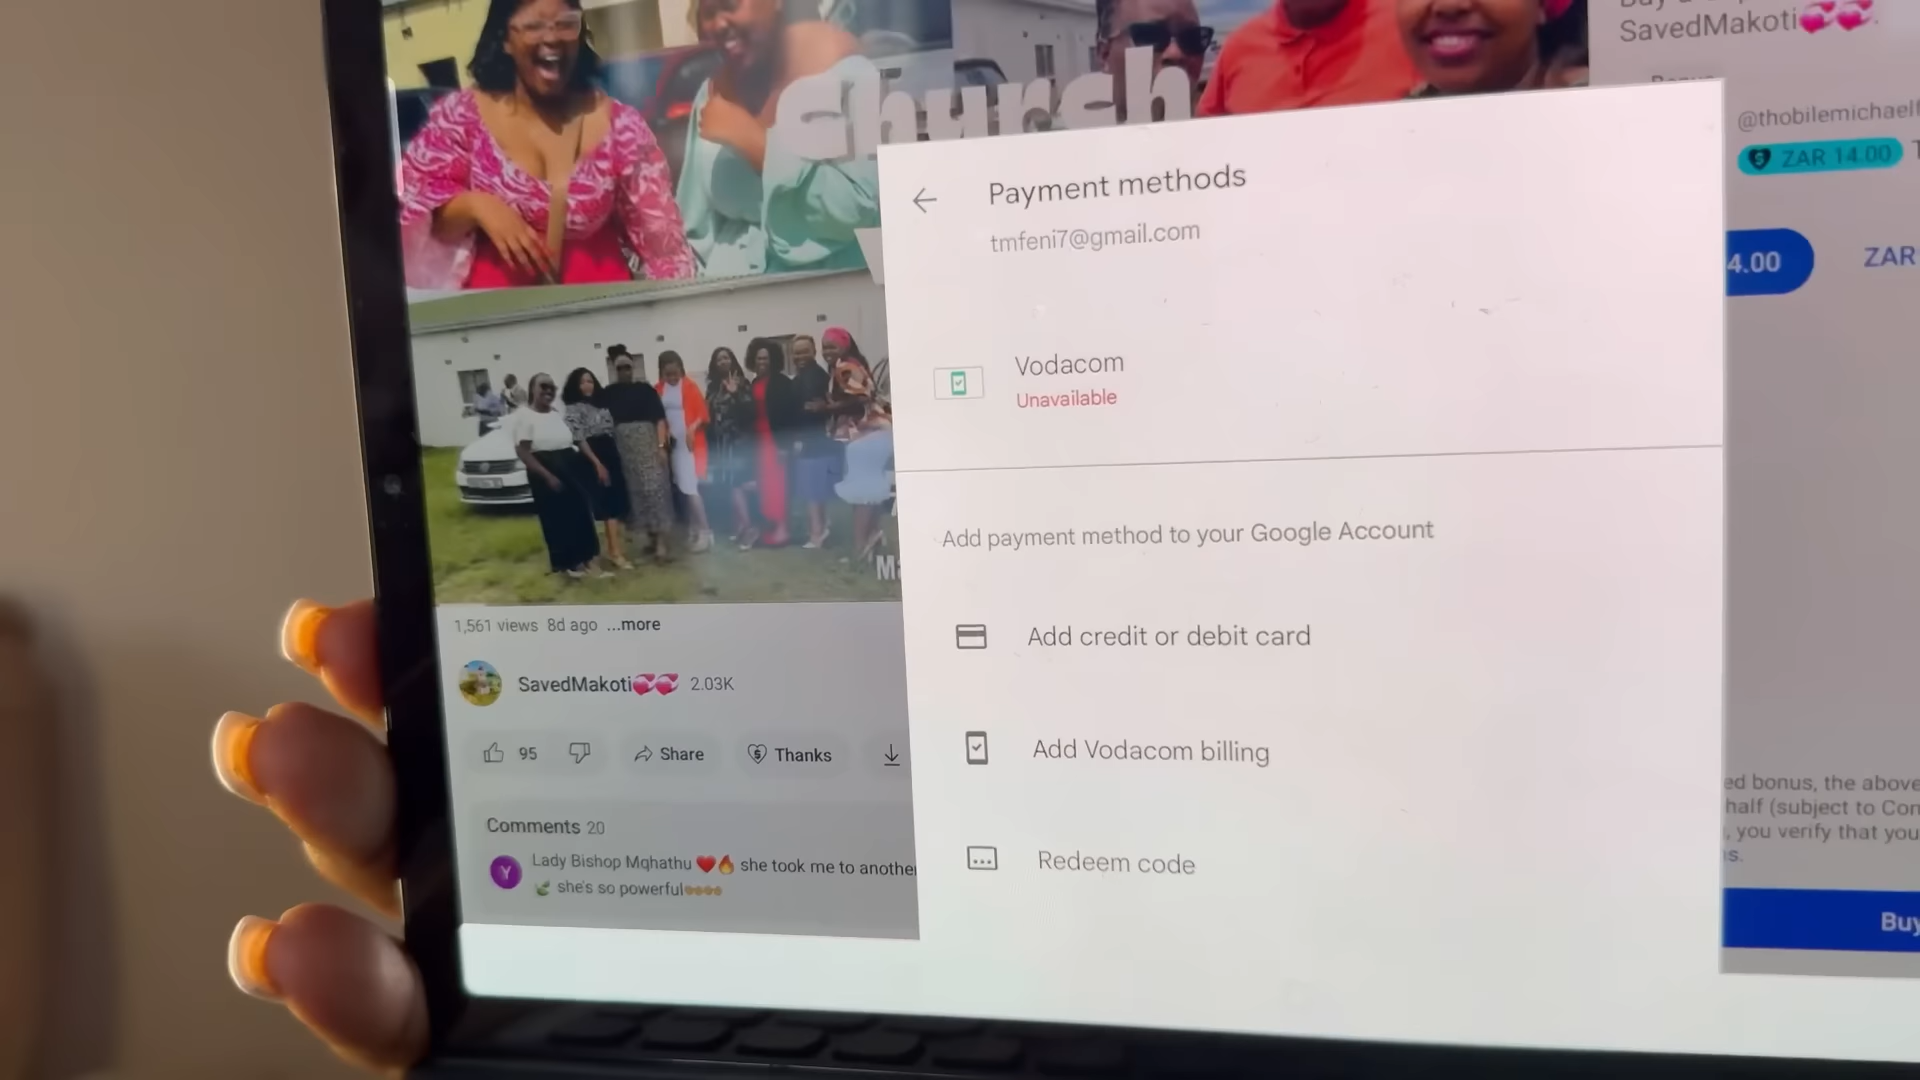 Church
SavedMakoti💞💞.
@thobilemichaelf
ZAR 14.00
4.00
ZAR
Payment methods
tmfeni7@gmail.com
Vodacom
Unavailable
Add payment method to your Google Account
Add credit or debit card
Add Vodacom billing
Redeem code
1,561 views 8d ago ...more
SavedMakoti💞💞 2.03K
95
Share
Thanks
Comments 20
Y
Lady Bishop Mqhathu ❤️🔥 she took me to another
she's so powerful
ed bonus, the above
half (subject to Con
, you verify that you
s.
Buy